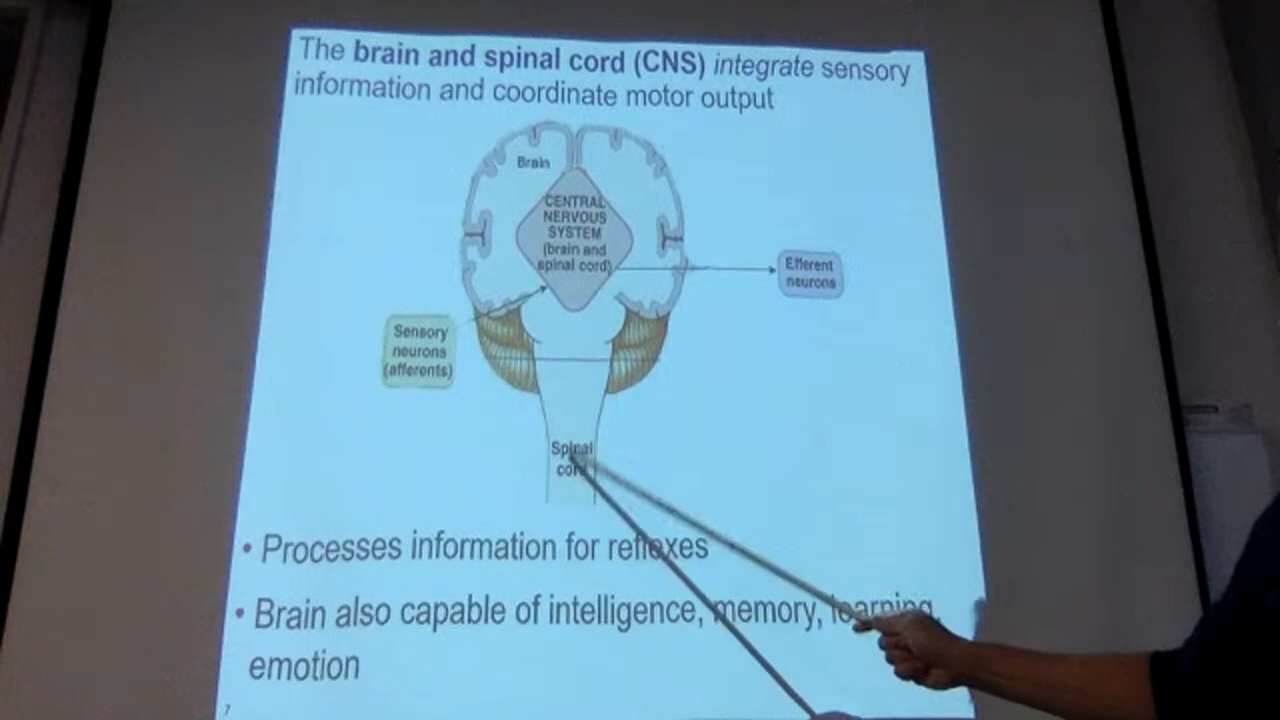 The brain and spinal cord (CNS) integrate sensory
information and coordinate motor output
Brain
CENTRAL
NERVOUS
SYSTEM
(brain and
spinal cord)
Efferent
neurons
Sensory
neurons
(afferents)
Spinal
cord
• Processes information for reflexes
• Brain also capable of intelligence, memory, learning,
emotion
7